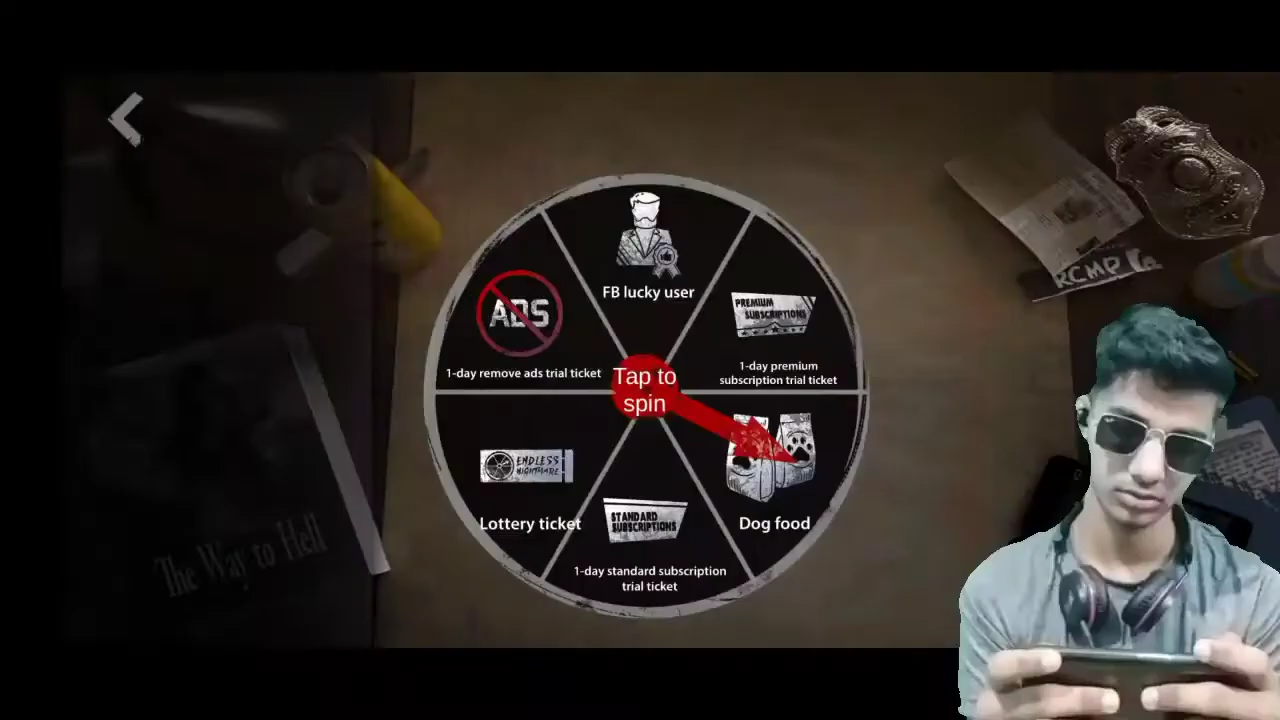 FB lucky user
ADS
1-day remove ads trial ticket
PREMIUM
SUBSCRIPTIONS
1-day premium
subscription trial ticket
Tap to
spin
ENDLESS
NIGHTMARE
Lottery ticket
STANDARD
SUBSCRIPTIONS
1-day standard subscription
trial ticket
Dog food
The Way to Hell
RCMP